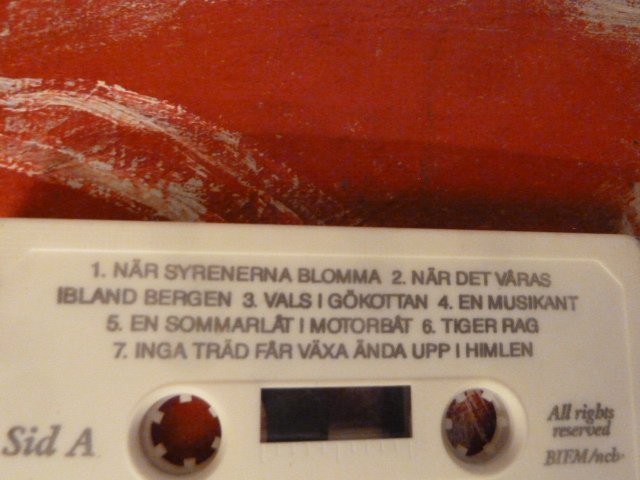 1. NÄR SYRENERNA BLOMMA 2. NÄR DET VÅRAS
IBLAND BERGEN 3. VALS I GÖKOTTAN 4. EN MUSIKANT
5. EN SOMMARLÅT I MOTORBÅT 6. TIGER RAG
7. INGA TRÄD FÅR VÄXA ÄNDA UPP I HIMLEN
Sid A
All rights
reserved
BIEM/ncb